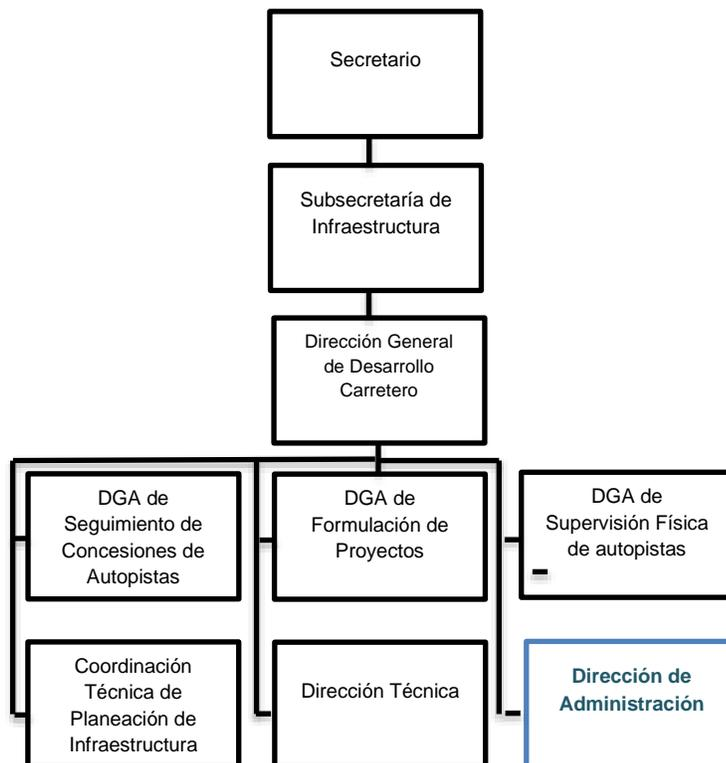 Secretario
Subsecretaría de
Infraestructura
Dirección General
de Desarrollo
Carretero
DGA de
Seguimiento de
Concesiones de
Autopistas
DGA de
Formulación de
Proyectos
DGA de
Supervisión Física
de autopistas
Coordinación
Técnica de
Planeación de
Infraestructura
Dirección Técnica
Dirección de
Administración